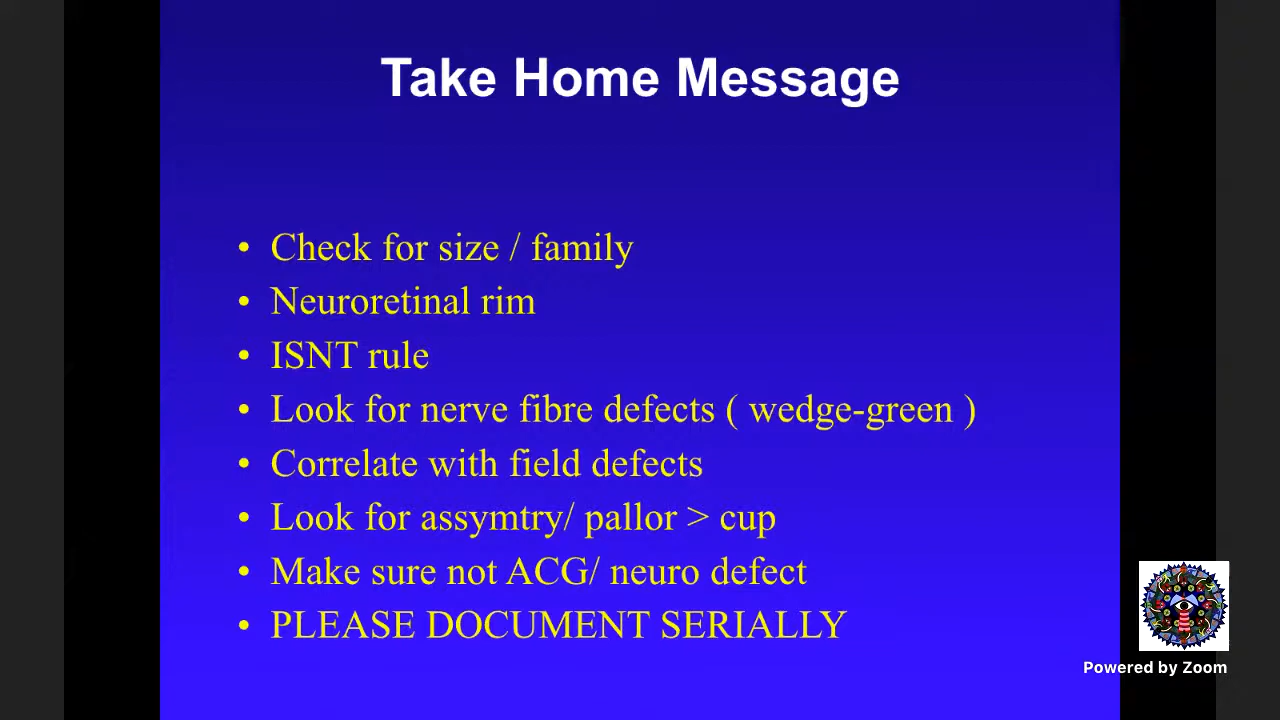 Take Home Message
• Check for size / family
• Neuroretinal rim
• ISNT rule
• Look for nerve fibre defects ( wedge-green )
• Correlate with field defects
• Look for assymtry/ pallor > cup
• Make sure not ACG/ neuro defect
• PLEASE DOCUMENT SERIALLY
Powered by Zoom